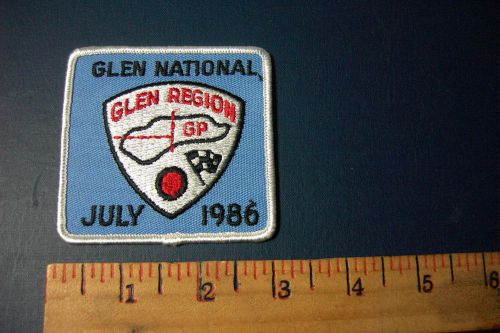 GLEN NATIONAL
GLEN REGION
GP
JULY 1986
1 2 3 4 5 6